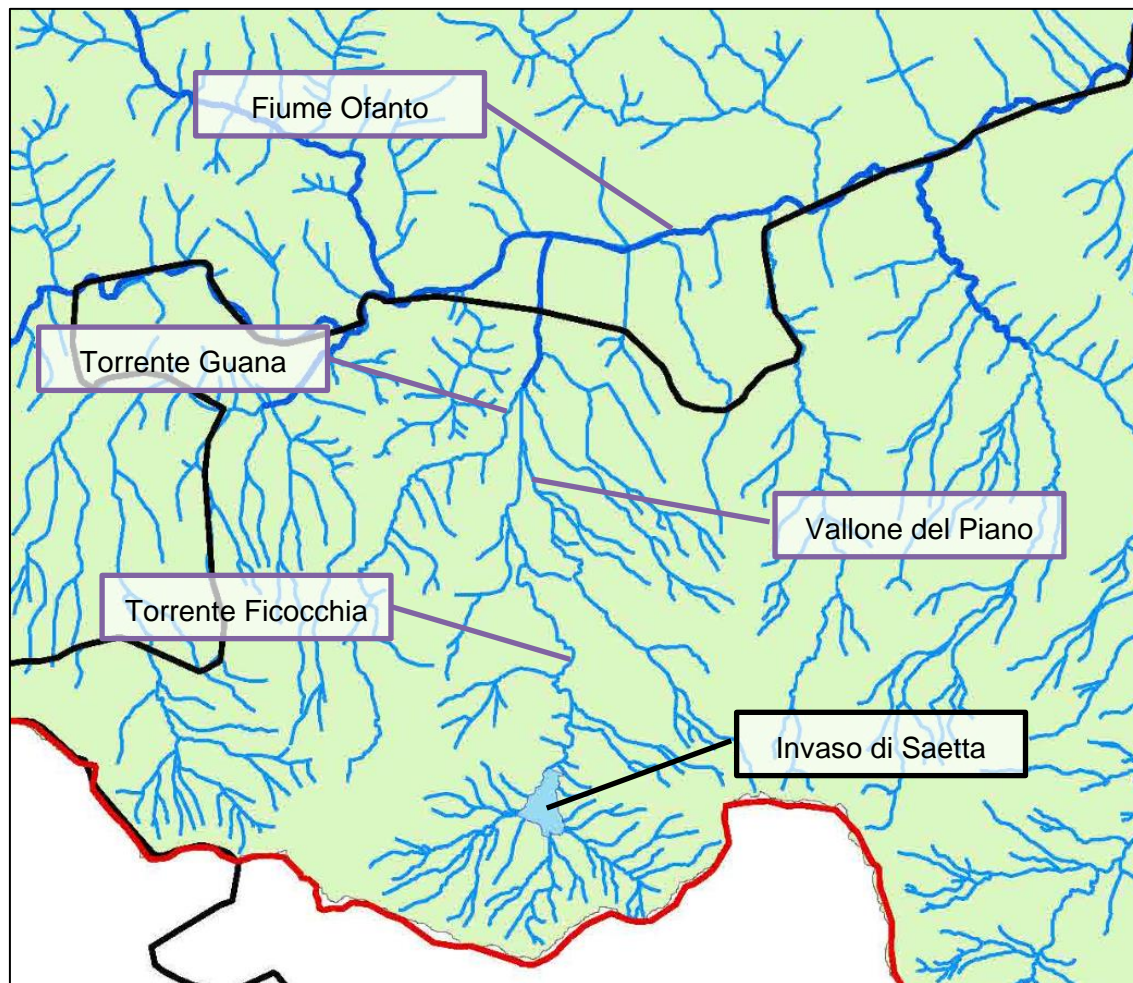 Fiume Ofanto
Torrente Guana
Vallone del Piano
Torrente Ficocchia
Invaso di Saetta